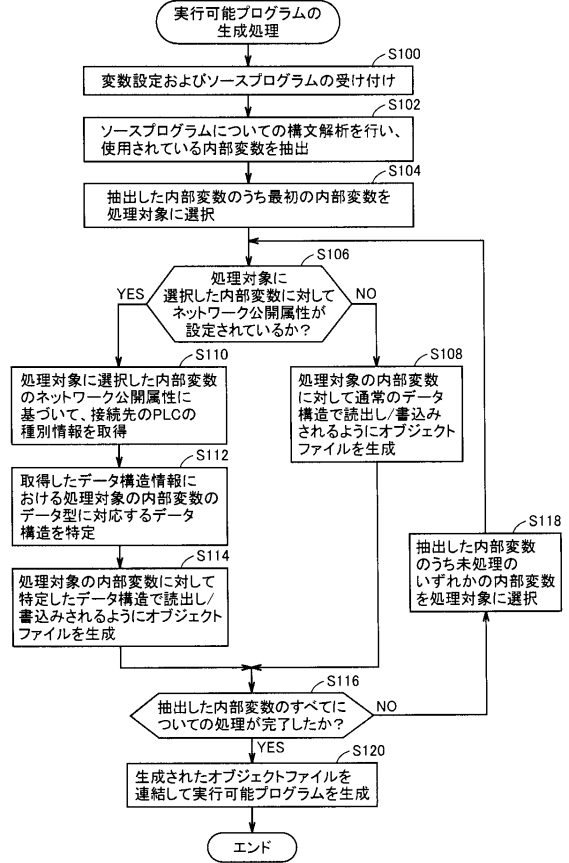 実行可能プログラムの
生成処理
S100
変数設定およびソースプログラムの受け付け
S102
ソースプログラムについての構文解析を行い、
使用されている内部変数を抽出
S104
抽出した内部変数のうち最初の内部変数を
処理対象に選択
S106
処理対象に
選択した内部変数に対して
ネットワーク公開属性が
設定されているか?
YES
NO
S110
処理対象に選択した内部変数
のネットワーク公開属性に
基づいて、接続先のPLCの
種別情報を取得
S108
処理対象の内部変数
に対して通常のデータ
構造で読出し/書込み
されるようにオブジェクト
ファイルを生成
S112
取得したデータ構造情報に
おける処理対象の内部変数の
データ型に対応するデータ
構造を特定
S114
処理対象の内部変数に対して
特定したデータ構造で読出し/
書込みされるようにオブジェクト
ファイルを生成
S118
抽出した内部変数
のうち未処理の
いずれかの内部変数
を処理対象に選択
S116
抽出した内部変数のすべてに
ついての処理が完了したか?
NO
YES
S120
生成されたオブジェクトファイルを
連結して実行可能プログラムを生成
エンド